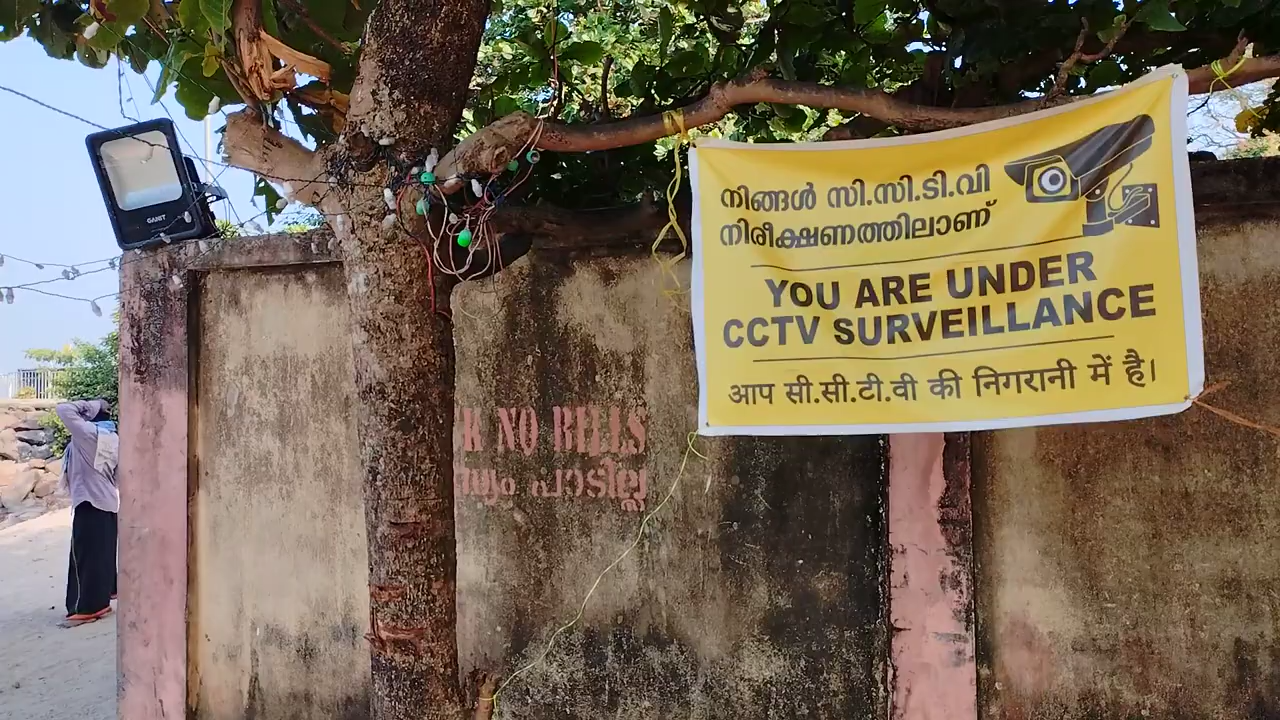 നിങ്ങൾ സി.സി.ടി.വി
നിരീക്ഷണത്തിലാണ്
YOU ARE UNDER
CCTV SURVEILLANCE
आप सी.सी.टी.वी की निगरानी में है।
NO BILLS
പാടില്ല